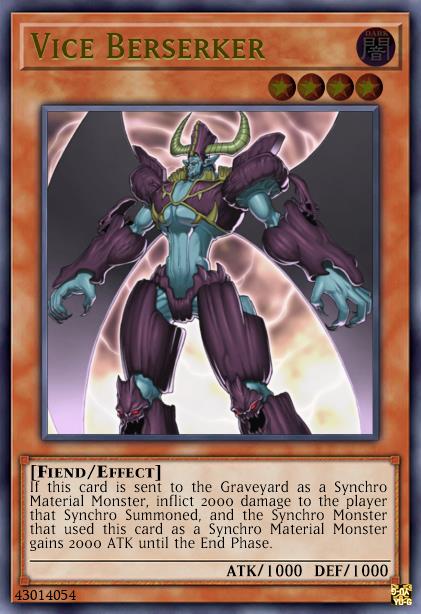 Vice Berserker
DARK
闇
[Fiend/Effect]
If this card is sent to the Graveyard as a Synchro
Material Monster, inflict 2000 damage to the player
that Synchro Summoned, and the Synchro Monster
that used this card as a Synchro Material Monster
gains 2000 ATK until the End Phase.
ATK/1000 DEF/1000
43014054